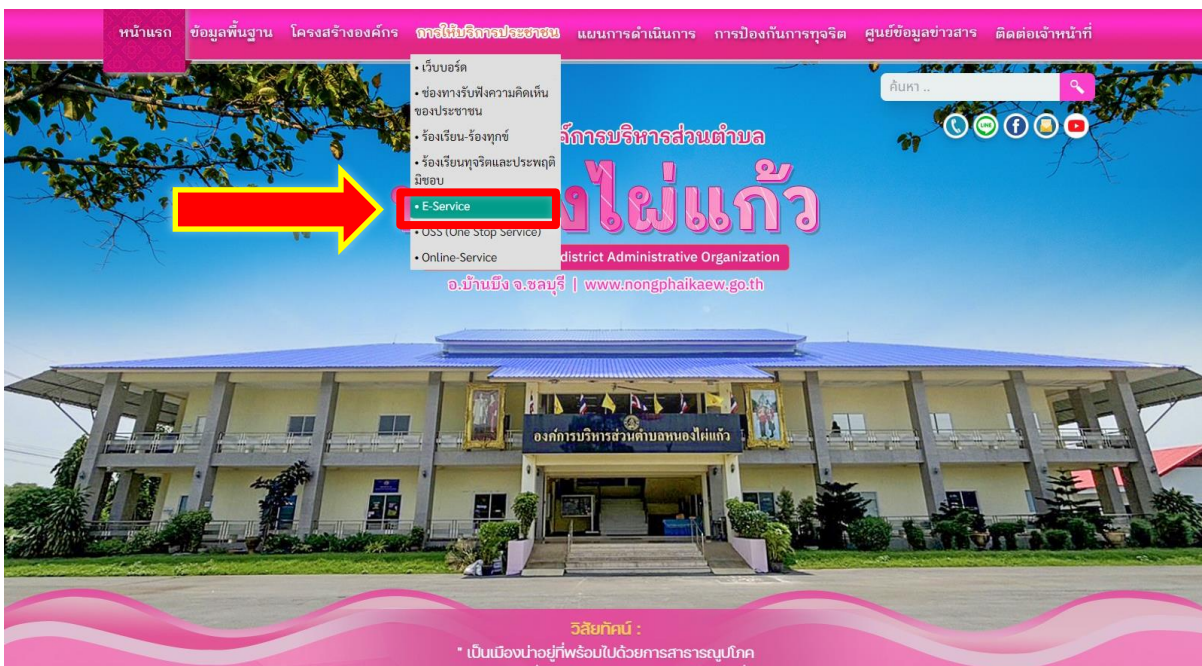 หน้าแรก ข้อมูลพื้นฐาน โครงสร้างองค์กร การให้บริการประชาชน แผนการดำเนินการ การป้องกันการทุจริต ศูนย์ข้อมูลข่าวสาร ติดต่อเจ้าหน้าที่
• เว็บบอร์ด
• ช่องทางรับฟังความคิดเห็น
ของประชาชน
• ร้องเรียน-ร้องทุกข์
• ร้องเรียนทุจริตและประพฤติ
มิชอบ
• E-Service
• OSS (One Stop Service)
• Online-Service
ค้นหา ..
LINE
การบริหารส่วนตำบล
ไผ่แก้ว
district Administrative Organization
อ.บ้านบึง จ.ชลบุรี | www.nongphaikaew.go.th
องค์การบริหารส่วนตำบลหนองไผ่แก้ว
วิสัยทัศน์ :
" เป็นเมืองน่าอยู่ที่พร้อมไปด้วยการสาธารณูปโภค